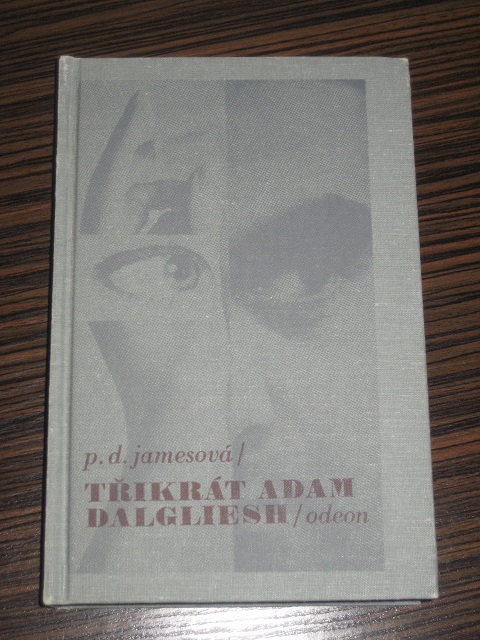 p. d. jamesová/
TŘIKRÁT ADAM
DALGLIESH/odeon